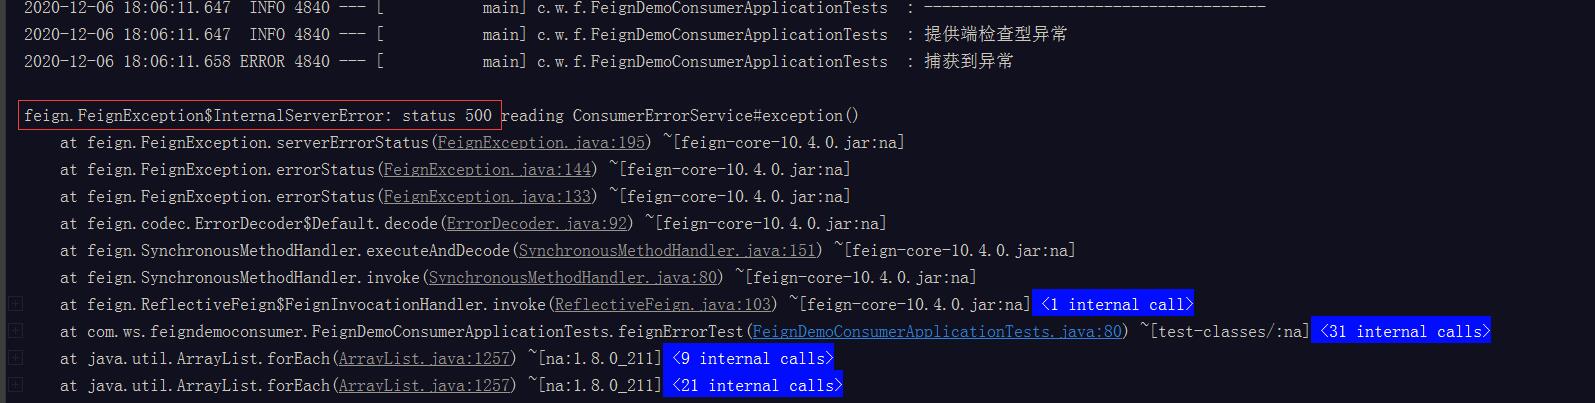 2020-12-06 18:06:11.647  INFO 4840 --- [           main] c.w.f.FeignDemoConsumerApplicationTests  : --------------------------------------
2020-12-06 18:06:11.647  INFO 4840 --- [           main] c.w.f.FeignDemoConsumerApplicationTests  : 提供端检查型异常
2020-12-06 18:06:11.658 ERROR 4840 --- [           main] c.w.f.FeignDemoConsumerApplicationTests  : 捕获到异常
feign.FeignException$InternalServerError: status 500 reading ConsumerErrorService#exception()
    at feign.FeignException.serverErrorStatus(FeignException.java:195) ~[feign-core-10.4.0.jar:na]
    at feign.FeignException.errorStatus(FeignException.java:144) ~[feign-core-10.4.0.jar:na]
    at feign.FeignException.errorStatus(FeignException.java:133) ~[feign-core-10.4.0.jar:na]
    at feign.codec.ErrorDecoder$Default.decode(ErrorDecoder.java:92) ~[feign-core-10.4.0.jar:na]
    at feign.SynchronousMethodHandler.executeAndDecode(SynchronousMethodHandler.java:151) ~[feign-core-10.4.0.jar:na]
    at feign.SynchronousMethodHandler.invoke(SynchronousMethodHandler.java:80) ~[feign-core-10.4.0.jar:na]
    at feign.ReflectiveFeign$FeignInvocationHandler.invoke(ReflectiveFeign.java:103) ~[feign-core-10.4.0.jar:na] <1 internal call>
    at com.ws.feigndemoconsumer.FeignDemoConsumerApplicationTests.feignErrorTest(FeignDemoConsumerApplicationTests.java:80) ~[test-classes/:na] <31 internal calls>
    at java.util.ArrayList.forEach(ArrayList.java:1257) ~[na:1.8.0_211] <9 internal calls>
    at java.util.ArrayList.forEach(ArrayList.java:1257) ~[na:1.8.0_211] <21 internal calls>